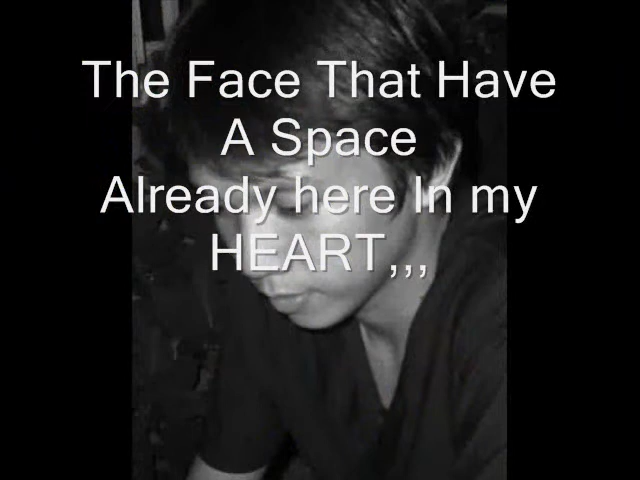 The Face That Have
A Space
Already here In my
HEART,,,